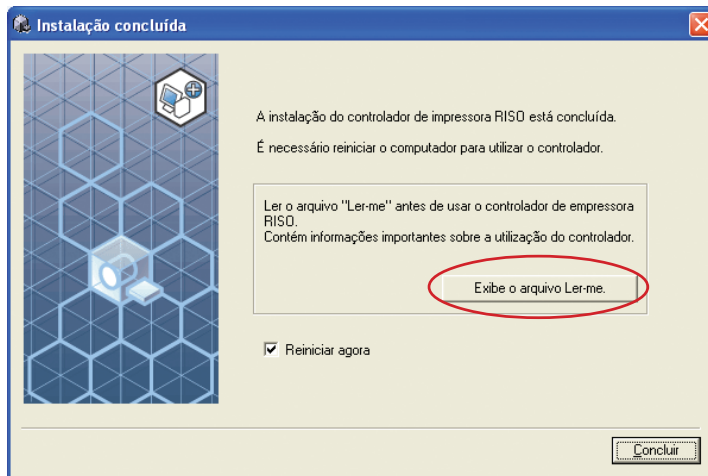 Instalação concluída
A instalação do controlador de impressora RISO está concluída.
É necessário reiniciar o computador para utilizar o controlador.
Ler o arquivo "Ler-me" antes de usar o controlador de empressora
RISO.
Contém informações importantes sobre a utilização do controlador.
Exibe o arquivo Ler-me.
Reiniciar agora
Concluir